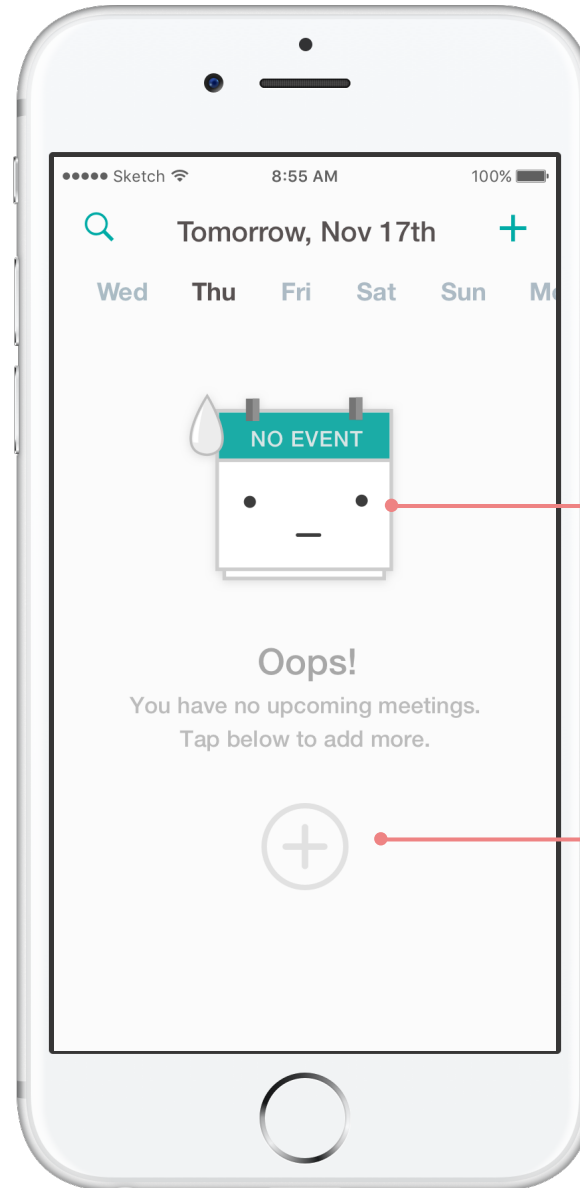 Sketch 8:55 AM 100%
Tomorrow, Nov 17th
Wed Thu Fri Sat Sun
NO EVENT
Oops!
You have no upcoming meetings.
Tap below to add more.